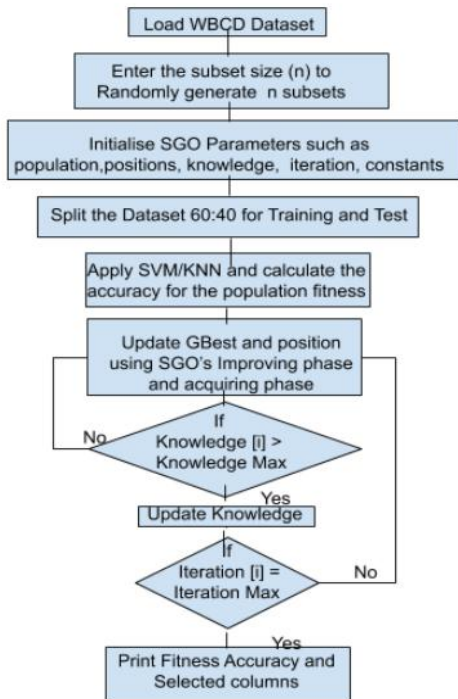 Load WBCD Dataset
Enter the subset size (n) to
Randomly generate n subsets
Initialise SGO Parameters such as
population,positions, knowledge, iteration, constants
Split the Dataset 60:40 for Training and Test
Apply SVM/KNN and calculate the
accuracy for the population fitness
Update GBest and position
using SGO's Improving phase
and acquiring phase
If
No
Knowledge [i] >
Knowledge Max
Yes
Update Knowledge
If
Iteration [i] =
No
Iteration Max
Yes
Print Fitness Accuracy and
Selected columns